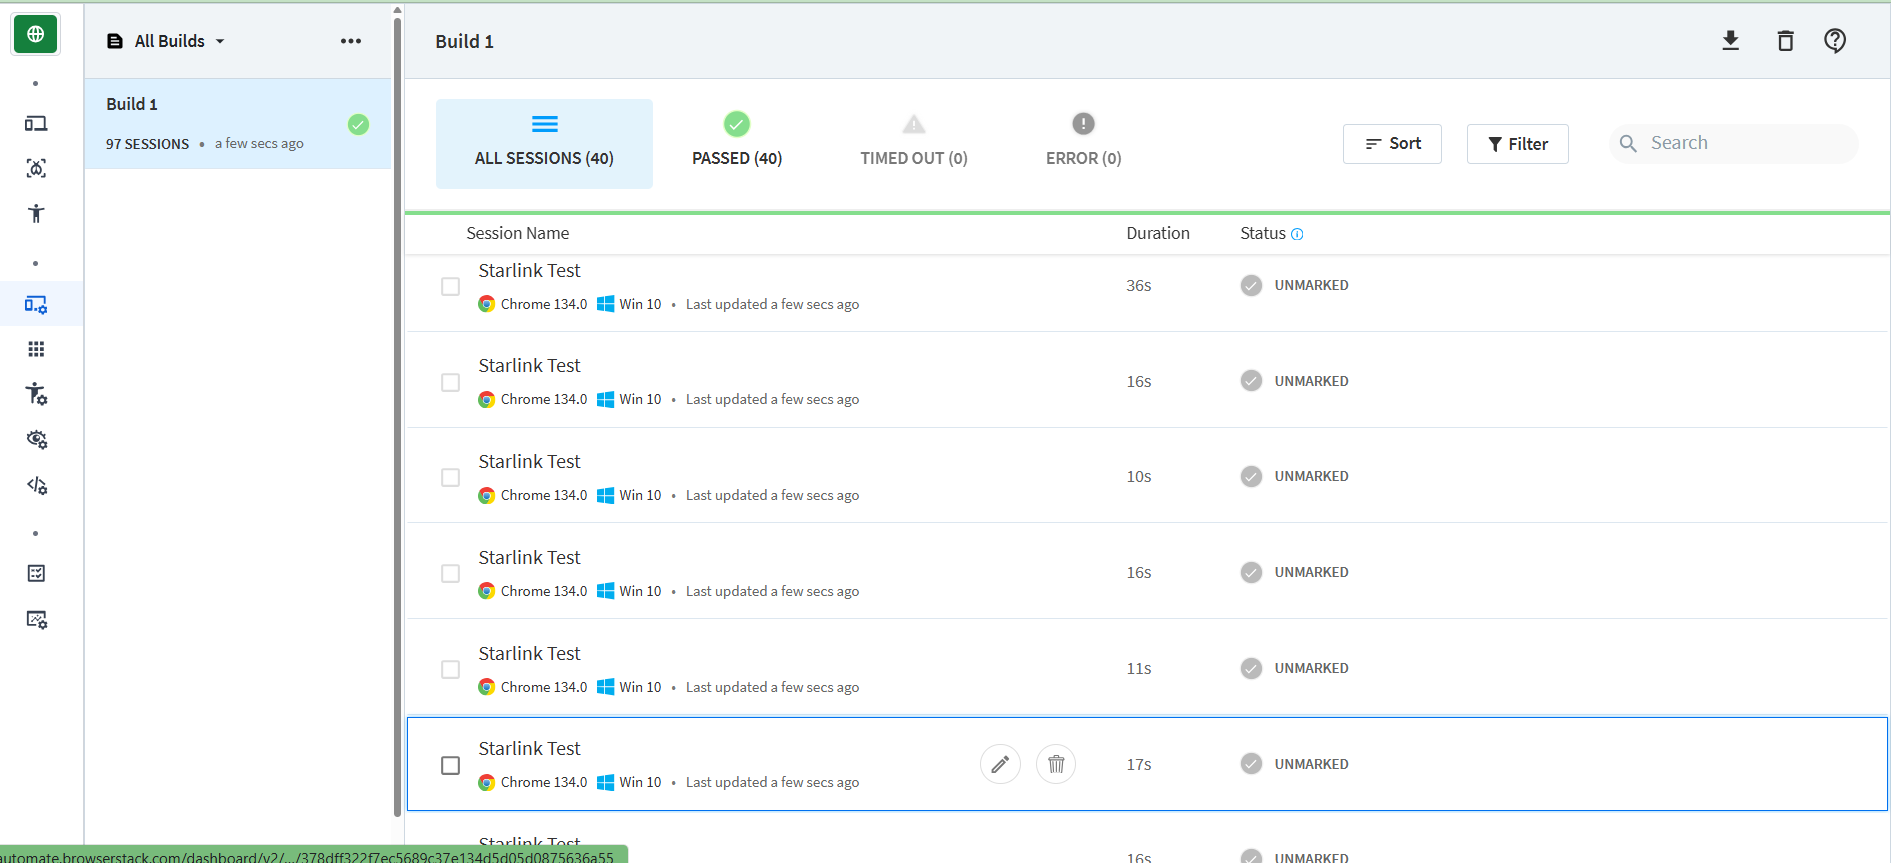 All Builds
Build 1
97 SESSIONS • a few secs ago
Build 1
ALL SESSIONS (40)
PASSED (40)
TIMED OUT (0)
ERROR (0)
Sort
Filter
Search
Session Name Duration Status
Starlink Test
36s UNMARKED
Chrome 134.0 Win 10 • Last updated a few secs ago
Starlink Test
16s UNMARKED
Chrome 134.0 Win 10 • Last updated a few secs ago
Starlink Test
10s UNMARKED
Chrome 134.0 Win 10 • Last updated a few secs ago
Starlink Test
16s UNMARKED
Chrome 134.0 Win 10 • Last updated a few secs ago
Starlink Test
11s UNMARKED
Chrome 134.0 Win 10 • Last updated a few secs ago
Starlink Test
17s UNMARKED
Chrome 134.0 Win 10 • Last updated a few secs ago
Starlink Test
16s UNMARKED
automate.browserstack.com/dashboard/v2/.../378dff322f7ec5689c37e134d5d05d0875636a55